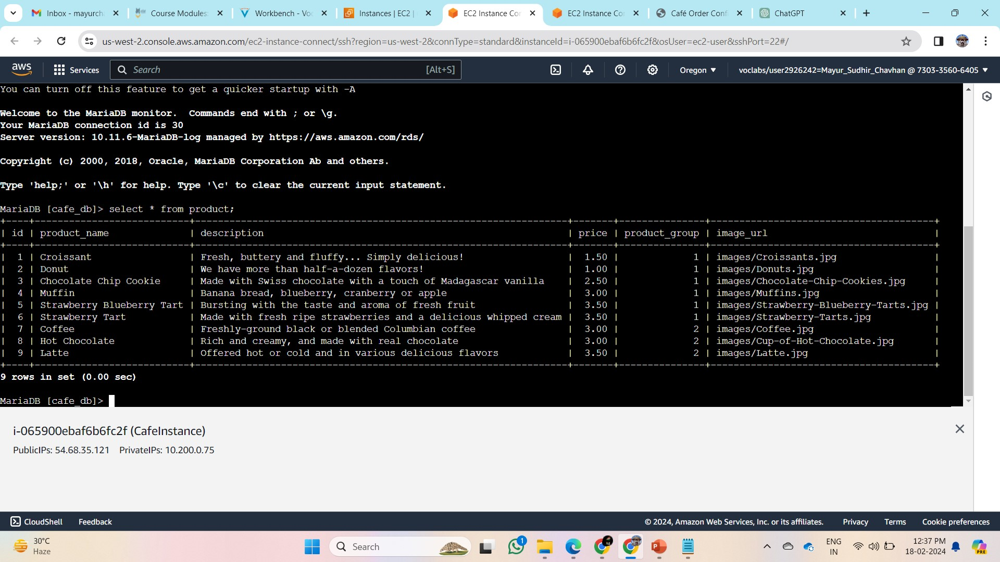 Inbox - mayurch
Course Modules:
Workbench - Voc
Instances | EC2 |
EC2 Instance Con
EC2 Instance Co
Café Order Confi
ChatGPT
us-west-2.console.aws.amazon.com/ec2-instance-connect/ssh?region=us-west-2&connType=standard&instanceId=i-065900ebaf6b6fc2f&osUser=ec2-user&sshPort=22#/
aws Services Search [Alt+S] Oregon voclabs/user2926242=Mayur_Sudhir_Chavhan @ 7303-3560-6405
You can turn off this feature to get a quicker startup with -A
Welcome to the MariaDB monitor.  Commands end with ; or \g.
Your MariaDB connection id is 30
Server version: 10.11.6-MariaDB-log managed by https://aws.amazon.com/rds/
Copyright (c) 2000, 2018, Oracle, MariaDB Corporation Ab and others.
Type 'help;' or '\h' for help. Type '\c' to clear the current input statement.
MariaDB [cafe_db]> select * from product;
| id | product_name | description | price | product_group | image_url |
| 1 | Croissant | Fresh, buttery and fluffy... Simply delicious! | 1.50 | 1 | images/Croissants.jpg |
| 2 | Donut | We have more than half-a-dozen flavors! | 1.00 | 1 | images/Donuts.jpg |
| 3 | Chocolate Chip Cookie | Made with Swiss chocolate with a touch of Madagascar vanilla | 2.50 | 1 | images/Chocolate-Chip-Cookies.jpg |
| 4 | Muffin | Banana bread, blueberry, cranberry or apple | 3.00 | 1 | images/Muffins.jpg |
| 5 | Strawberry Blueberry Tart | Bursting with the taste and aroma of fresh fruit | 3.50 | 1 | images/Strawberry-Blueberry-Tarts.jpg |
| 6 | Strawberry Tart | Made with fresh ripe strawberries and a delicious whipped cream | 3.50 | 1 | images/Strawberry-Tarts.jpg |
| 7 | Coffee | Freshly-ground black or blended Columbian coffee | 3.00 | 2 | images/Coffee.jpg |
| 8 | Hot Chocolate | Rich and creamy, and made with real chocolate | 3.00 | 2 | images/Cup-of-Hot-Chocolate.jpg |
| 9 | Latte | Offered hot or cold and in various delicious flavors | 3.50 | 2 | images/Latte.jpg |
9 rows in set (0.00 sec)
MariaDB [cafe_db]>
i-065900ebaf6b6fc2f (CafeInstance)
PublicIPs: 54.68.35.121 PrivateIPs: 10.200.0.75
CloudShell Feedback © 2024, Amazon Web Services, Inc. or its affiliates. Privacy Terms Cookie preferences
30°C
Haze
Search
1
P
ENG
IN
12:37 PM
18-02-2024
PRE